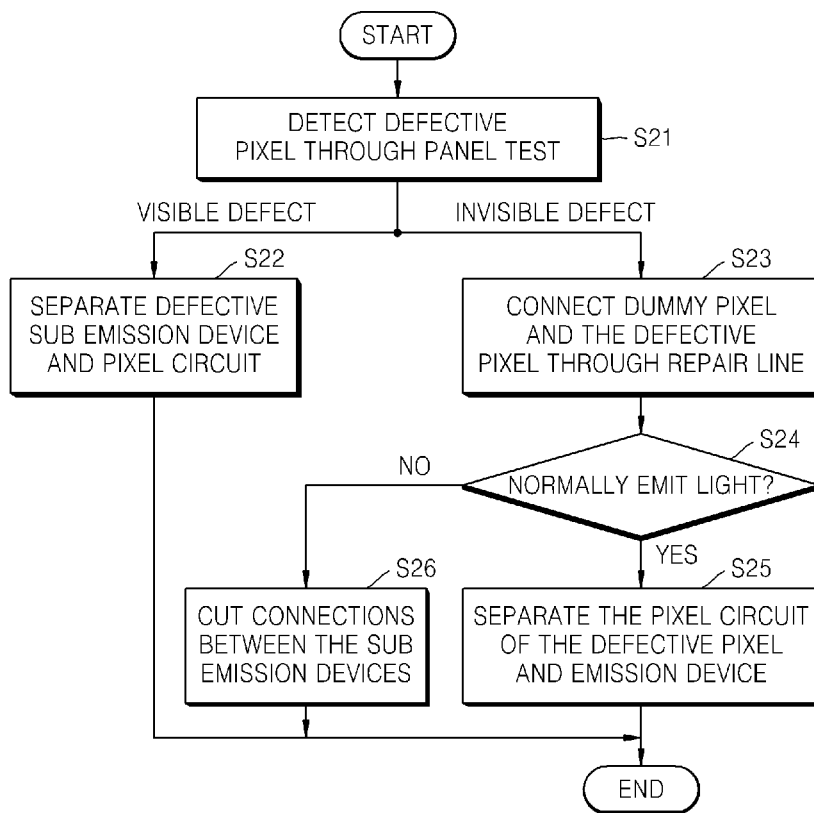 START
DETECT DEFECTIVE
PIXEL THROUGH PANEL TEST
S21
VISIBLE DEFECT
INVISIBLE DEFECT
S22
SEPARATE DEFECTIVE
SUB EMISSION DEVICE
AND PIXEL CIRCUIT
S23
CONNECT DUMMY PIXEL
AND THE DEFECTIVE
PIXEL THROUGH REPAIR LINE
S24
NORMALLY EMIT LIGHT?
NO
YES
S26
CUT CONNECTIONS
BETWEEN THE SUB
EMISSION DEVICES
S25
SEPARATE THE PIXEL CIRCUIT
OF THE DEFECTIVE PIXEL
AND EMISSION DEVICE
END